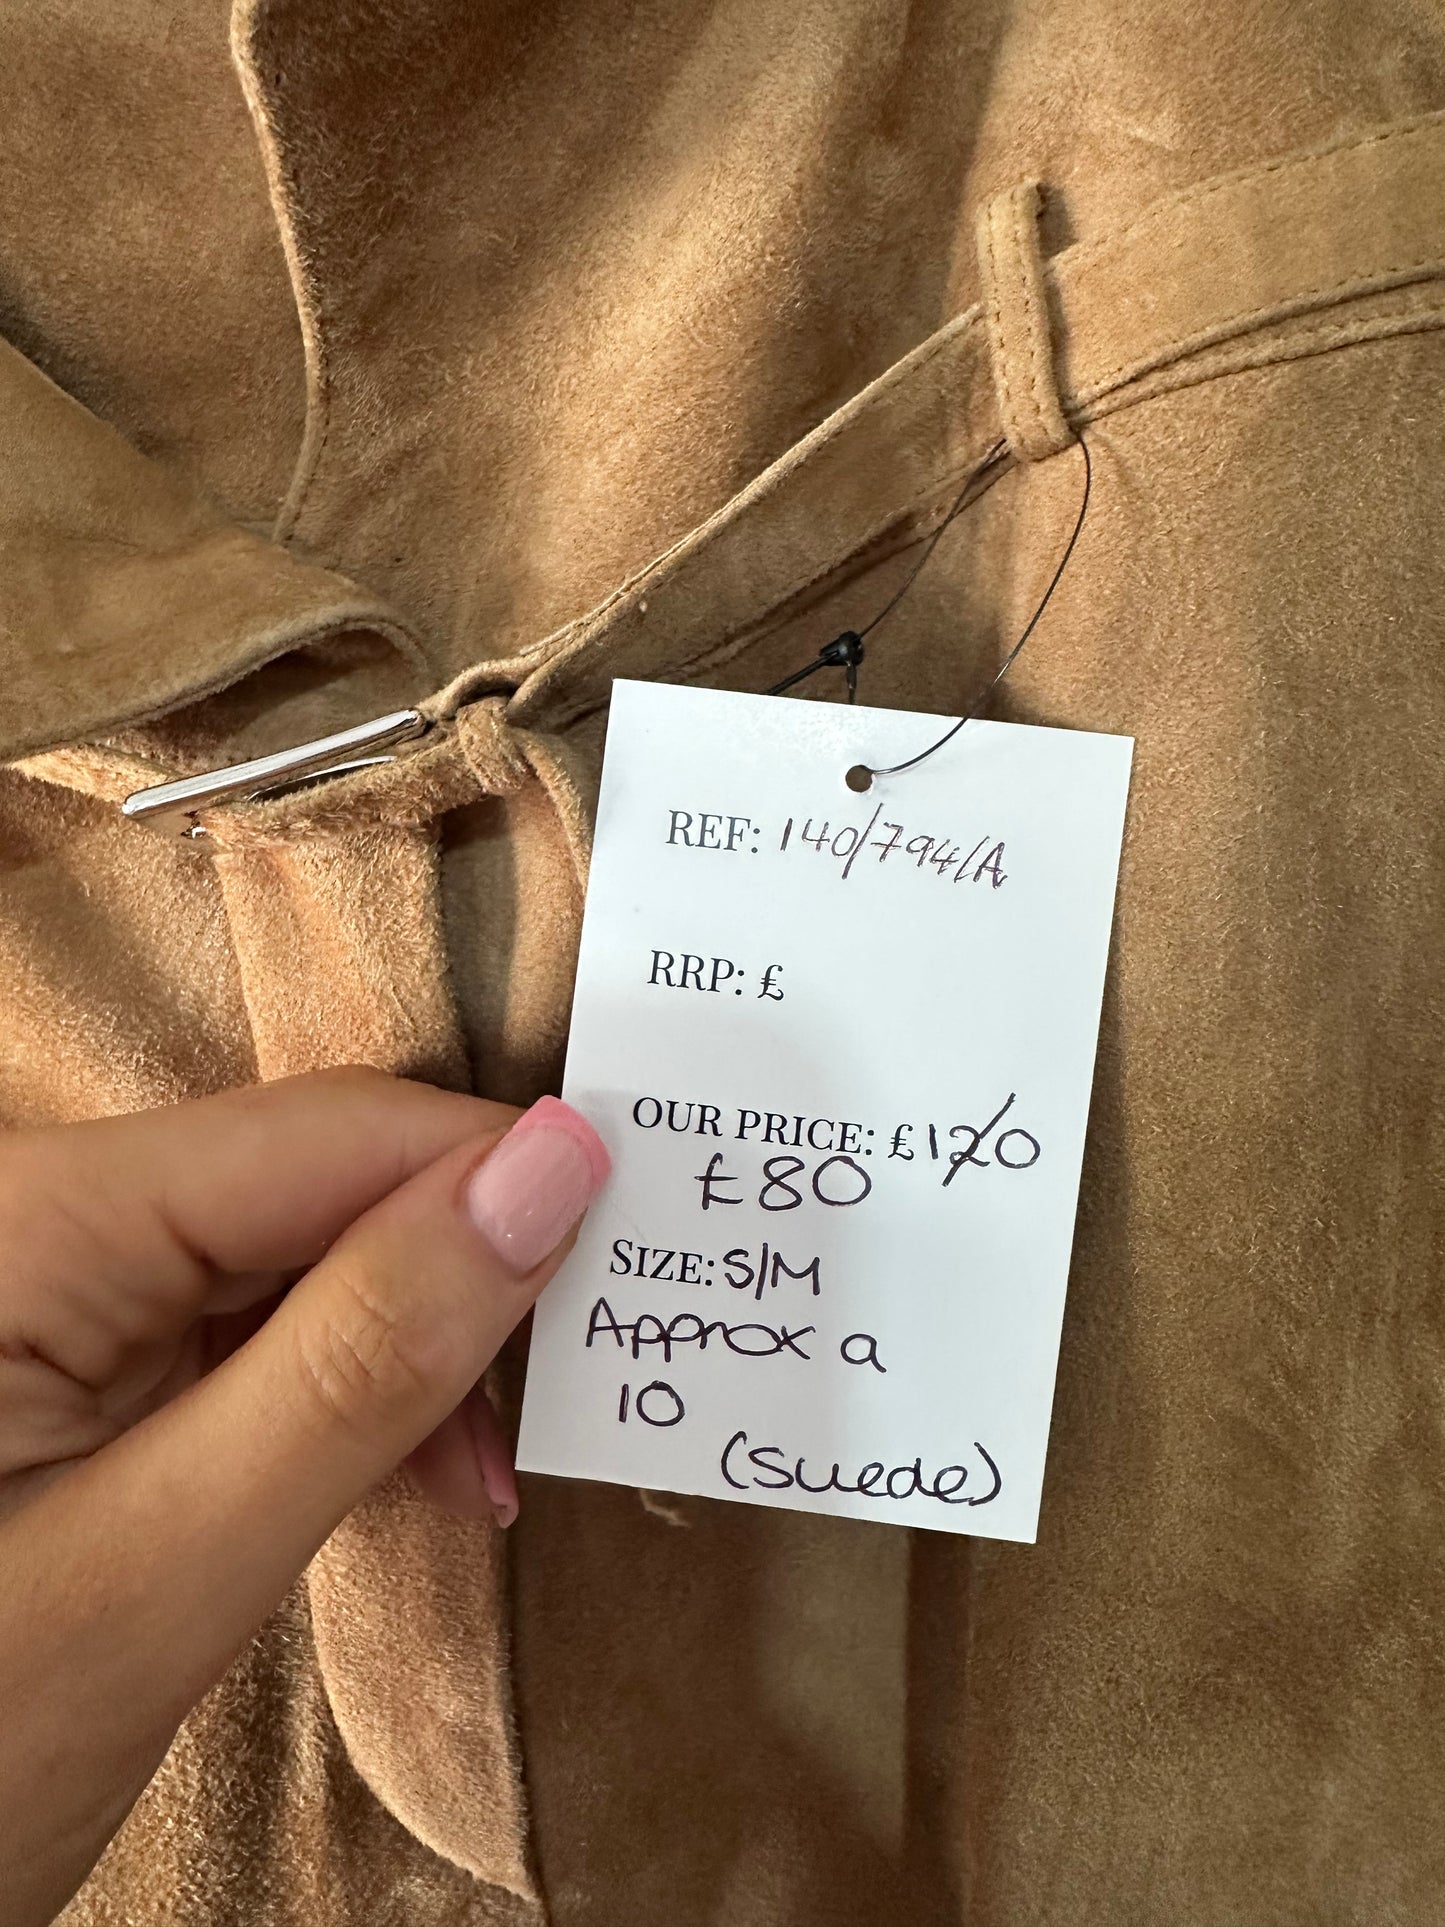 REF: 140/794/A
RRP: £
OUR PRICE: £120
£80
SIZE: S/M
Approx a
10
(Suede)